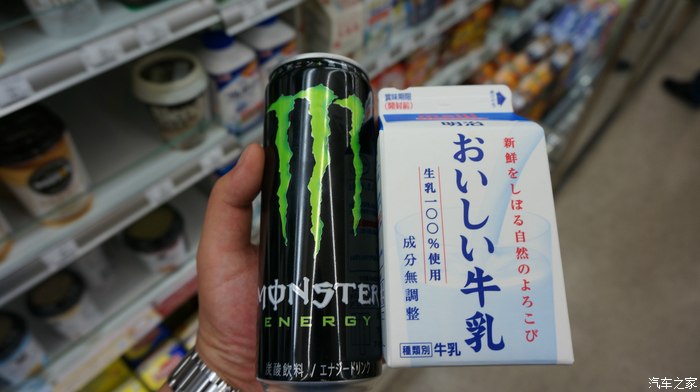 MONSTER
ENERGY
炭酸飲料 / エナジードリンク
賞味期限
(開封前)
明治
おいしい牛乳
新鮮をしぼる自然のよろこび
生乳一〇〇%使用
成分無調整
種類別 牛乳
汽车之家